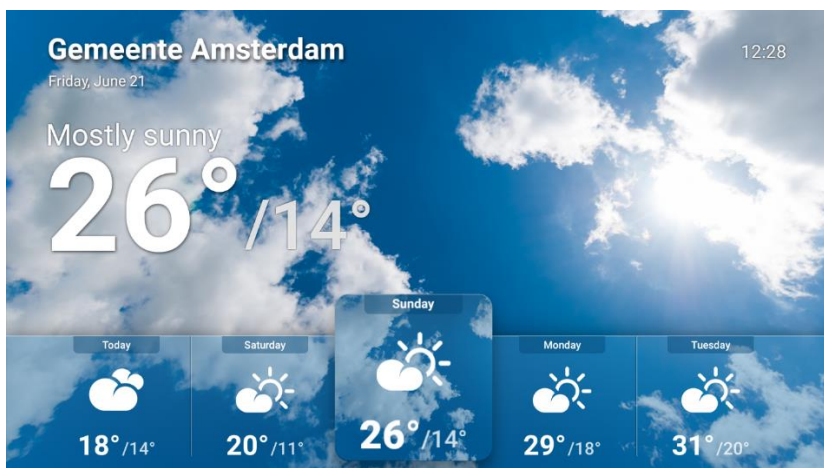 Gemeente Amsterdam
12:28
Friday, June 21
Mostly sunny
26°/14°
Today
18°/14°
Saturday
20°/11°
Sunday
26°/14°
Monday
29°/18°
Tuesday
31°/20°